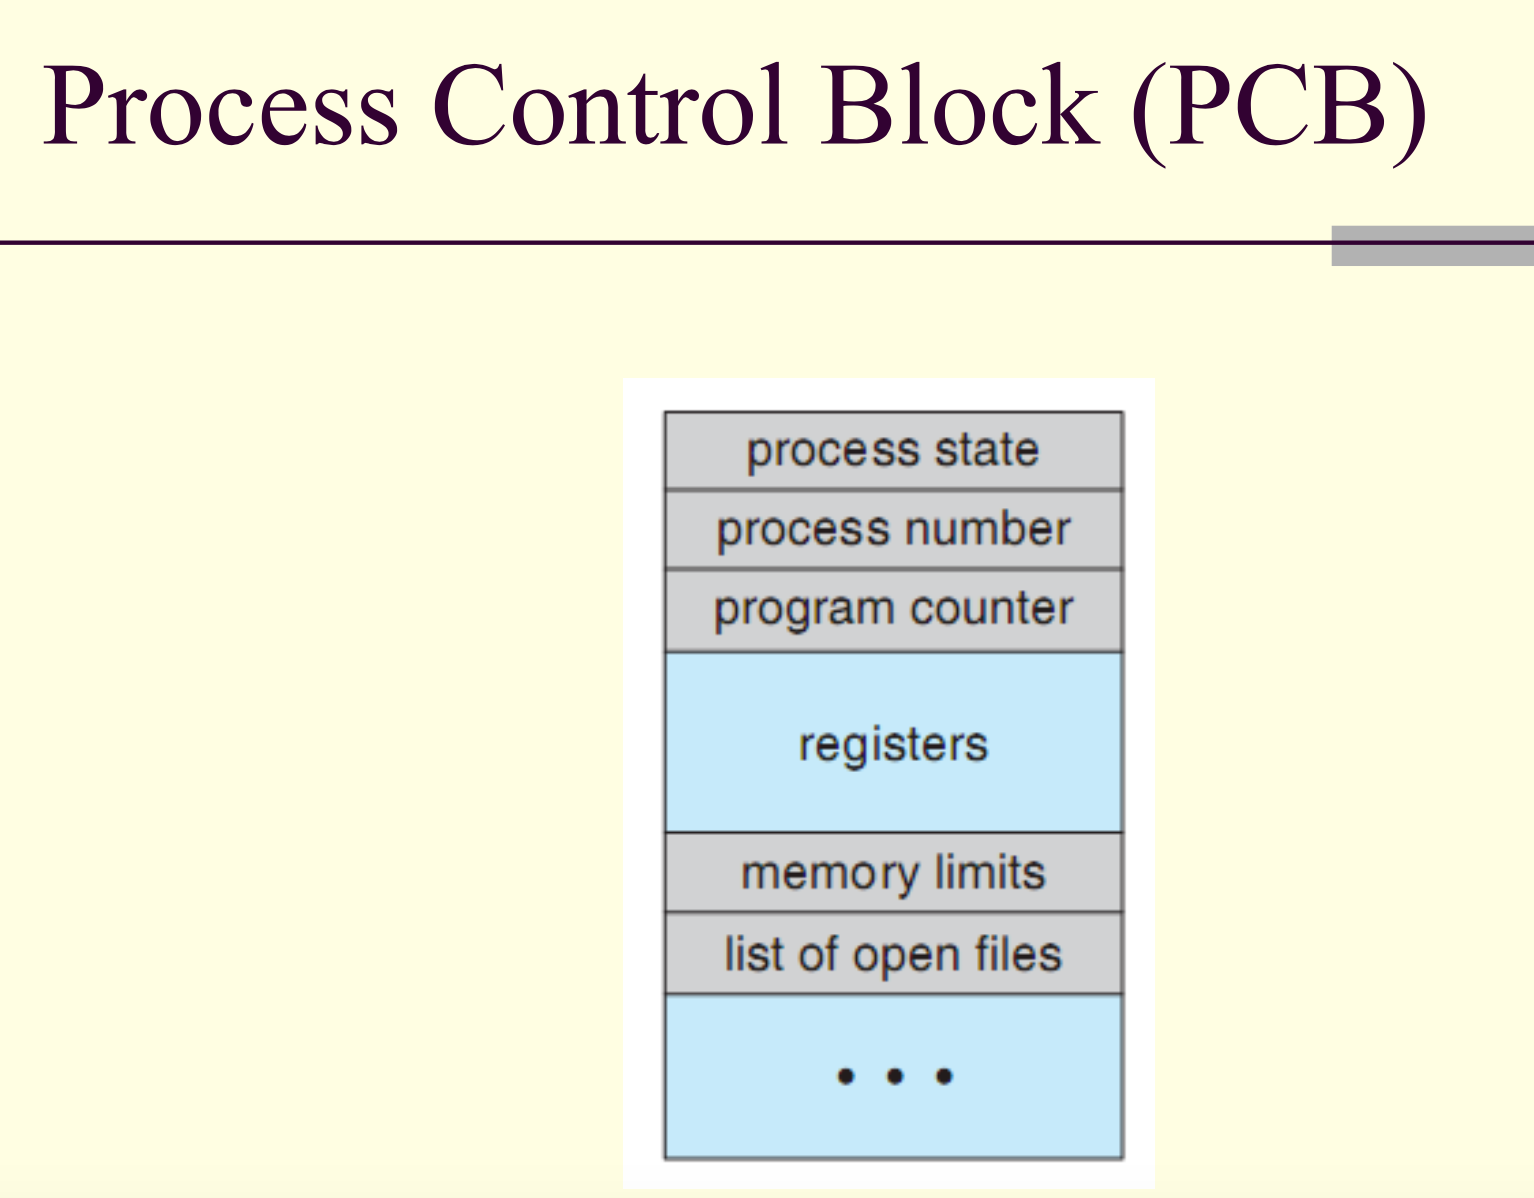 Process Control Block (PCB)
process state
process number
program counter
registers
memory limits
list of open files
• • •